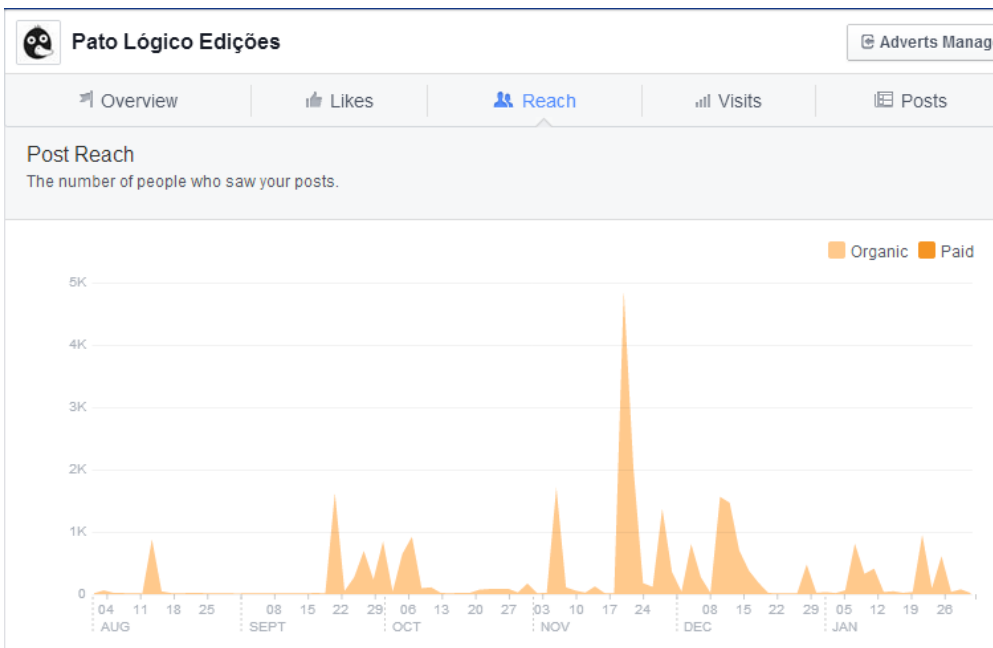 Pato Lógico Edições
Adverts Manag
Overview Likes Reach Visits Posts
Post Reach
The number of people who saw your posts.
Organic Paid
5K
4K
3K
2K
1K
0
04 11 18 25 08 15 22 29 06 13 20 27 03 10 17 24 08 15 22 29 05 12 19 26
AUG SEPT OCT NOV DEC JAN